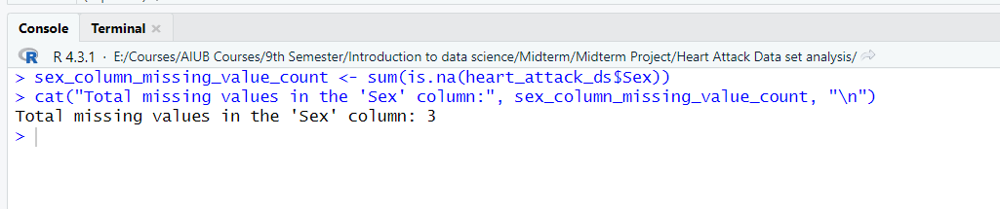 Console Terminal
R 4.3.1 · E:/Courses/AIUB Courses/9th Semester/Introduction to data science/Midterm/Midterm Project/Heart Attack Data set analysis/
> sex_column_missing_value_count <- sum(is.na(heart_attack_ds$Sex))
> cat("Total missing values in the 'Sex' column:", sex_column_missing_value_count, "\n")
Total missing values in the 'Sex' column: 3
>